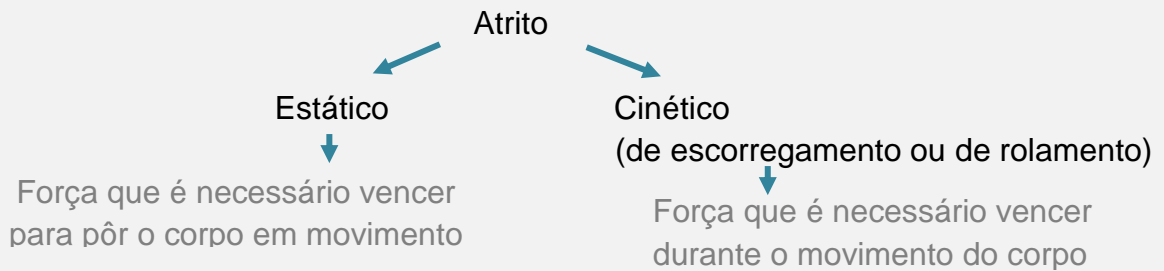 Atrito
Estático
Cinético
(de escorregamento ou de rolamento)
Força que é necessário vencer
para pôr o corpo em movimento
Força que é necessário vencer
durante o movimento do corpo